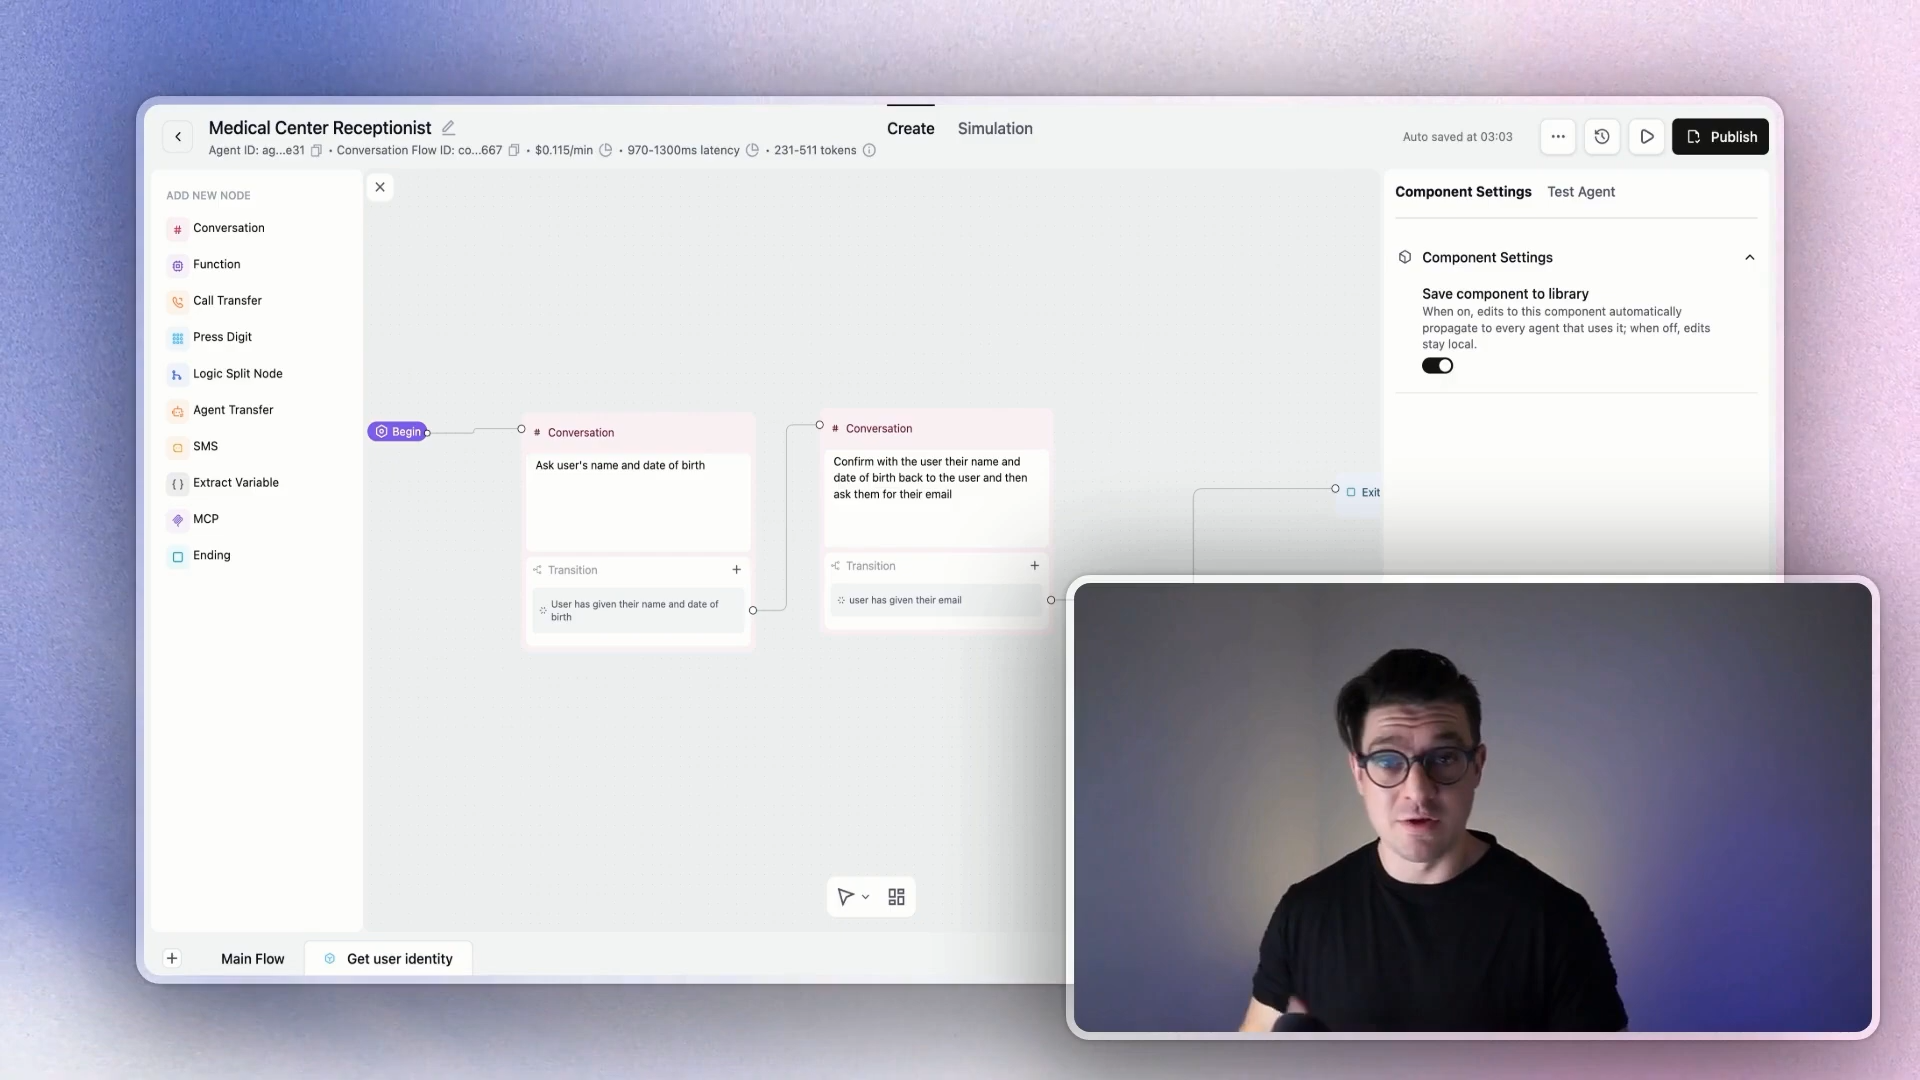 Medical Center Receptionist
Agent ID: ag...e31 • Conversation Flow ID: co...667 • $0.115/min • 970-1300ms latency • 231-511 tokens
Create
Simulation
Auto saved at 03:03
Publish
ADD NEW NODE
Conversation
Function
Call Transfer
Press Digit
Logic Split Node
Agent Transfer
SMS
Extract Variable
MCP
Ending
Begin
# Conversation
Ask user's name and date of birth
Transition
User has given their name and date of
birth
# Conversation
Confirm with the user their name and
date of birth back to the user and then
ask them for their email
Transition
user has given their email
Exit
Component Settings
Test Agent
Component Settings
Save component to library
When on, edits to this component automatically
propagate to every agent that uses it; when off, edits
stay local.
Main Flow
Get user identity